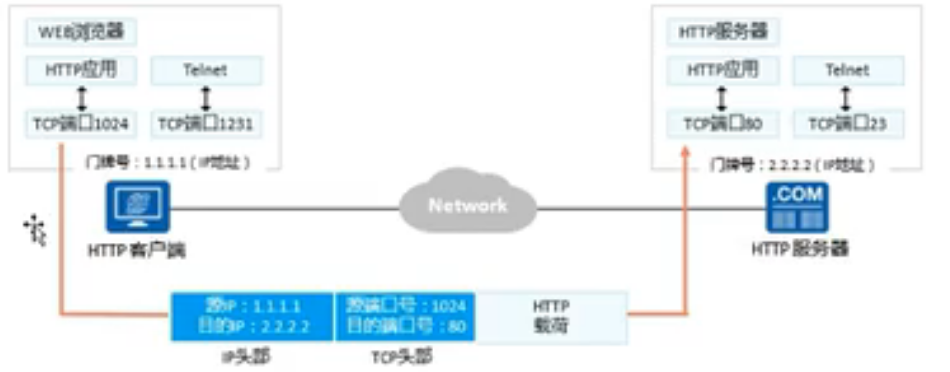 WEB浏览器
HTTP应用
Telnet
TCP端口1024
TCP端口1231
门牌号：1.1.1.1（IP地址）
HTTP客户端
Network
HTTP服务器
HTTP应用
Telnet
TCP端口80
TCP端口23
门牌号：2.2.2.2（IP地址）
.COM
HTTP服务器
源IP：1.1.1.1
目的IP：2.2.2.2
源端口号：1024
目的端口号：80
HTTP
载荷
IP头部
TCP头部